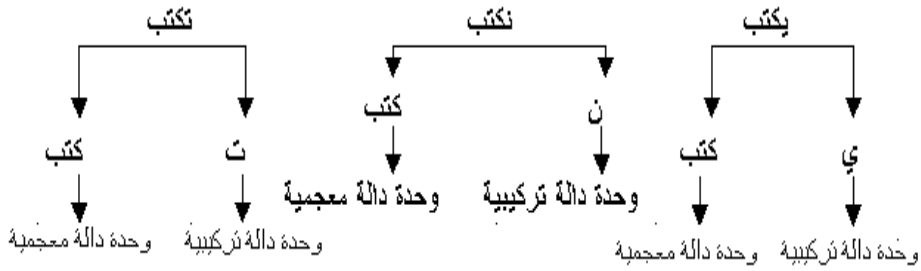 يكتب
نكتب
تكتب
ي
كتب
ن
كتب
ت
كتب
وحدة دالة تركيبية
وحدة دالة معجمية
وحدة دالة تركيبية
وحدة دالة معجمية
وحدة دالة تركيبية
وحدة دالة معجمية